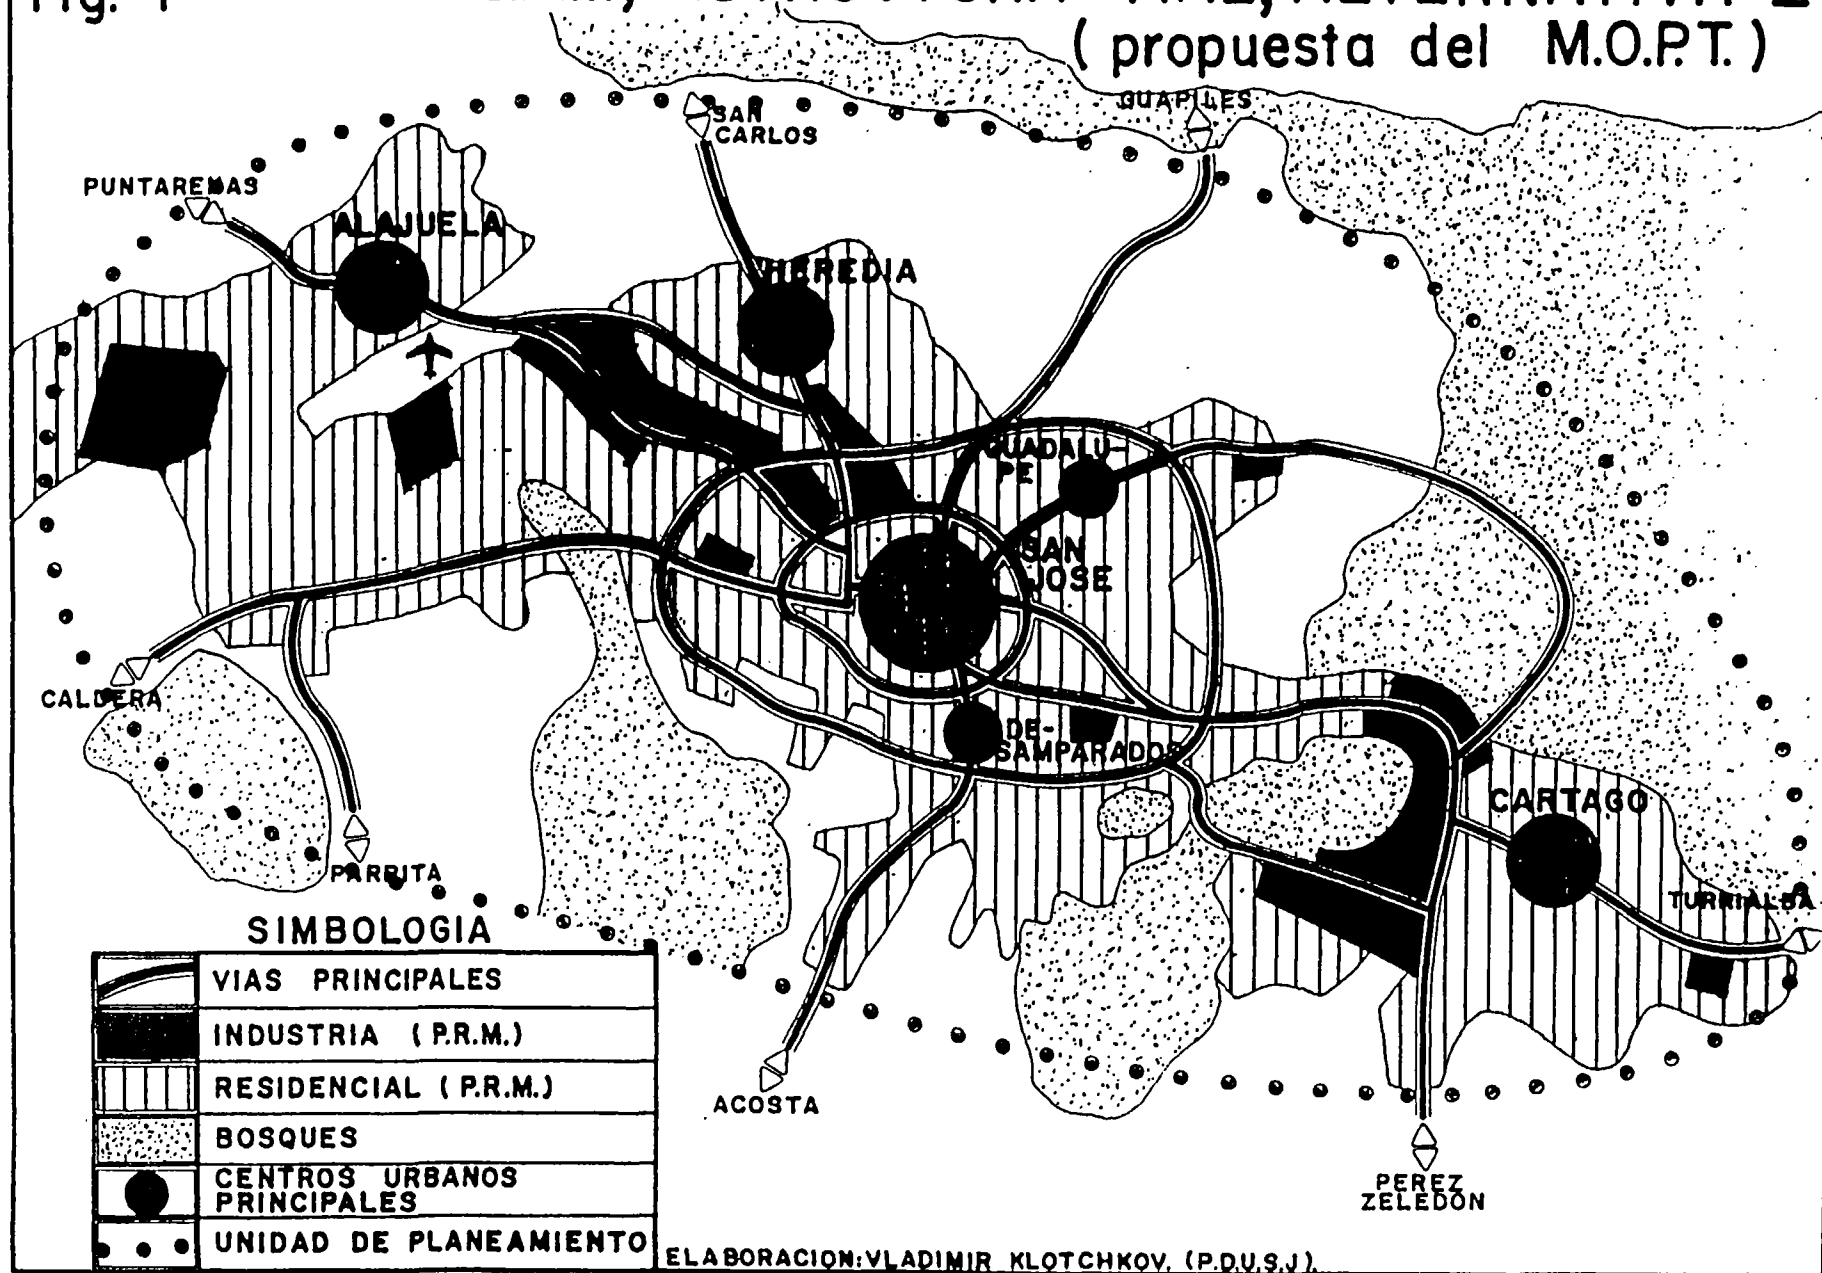 ( propuesta del M.O.P.T. )
GUAPILES
SAN
CARLOS
PUNTARENAS
ALAJUELA
HEREDIA
GUADALU-
PE
SAN
JOSE
CALDERA
DE-
SAMPARADOS
CARTAGO
PARRITA
TURRIALBA
SIMBOLOGIA
VIAS PRINCIPALES
INDUSTRIA ( P.R.M.)
RESIDENCIAL ( P.R.M.)
BOSQUES
CENTROS URBANOS
PRINCIPALES
UNIDAD DE PLANEAMIENTO
ACOSTA
PEREZ
ZELEDON
ELABORACION: VLADIMIR KLOTCHKOV. (P.D.U.S.J).